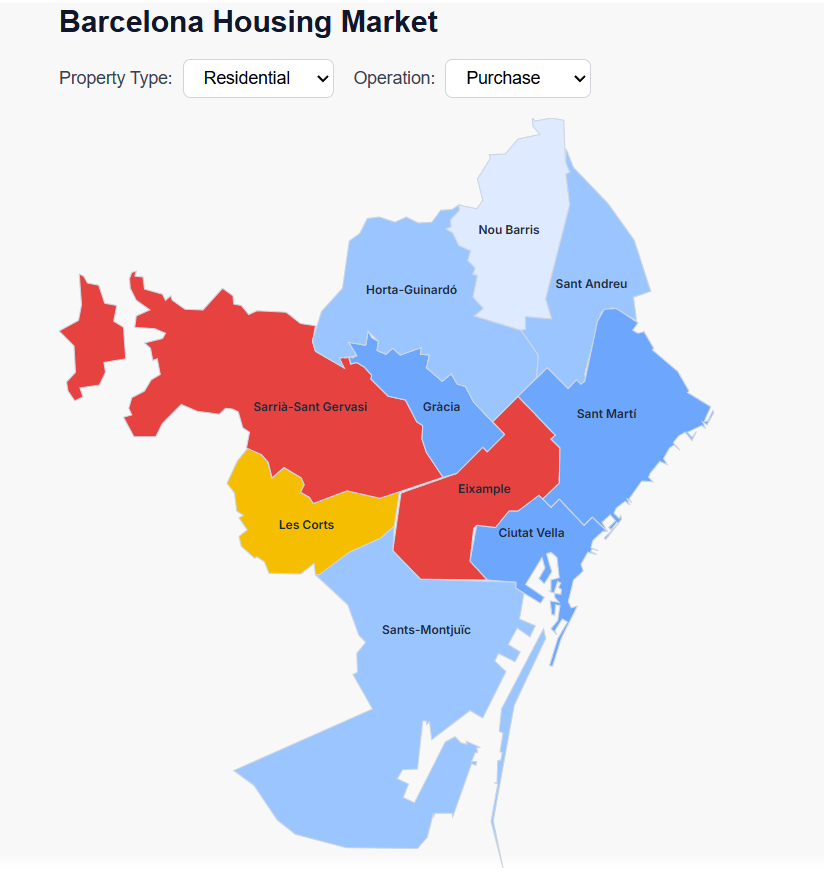 Barcelona Housing Market
Property Type: Residential Operation: Purchase
Nou Barris
Sant Andreu
Horta-Guinardó
Sarrià-Sant Gervasi
Gràcia
Sant Martí
Eixample
Les Corts
Ciutat Vella
Sants-Montjuïc